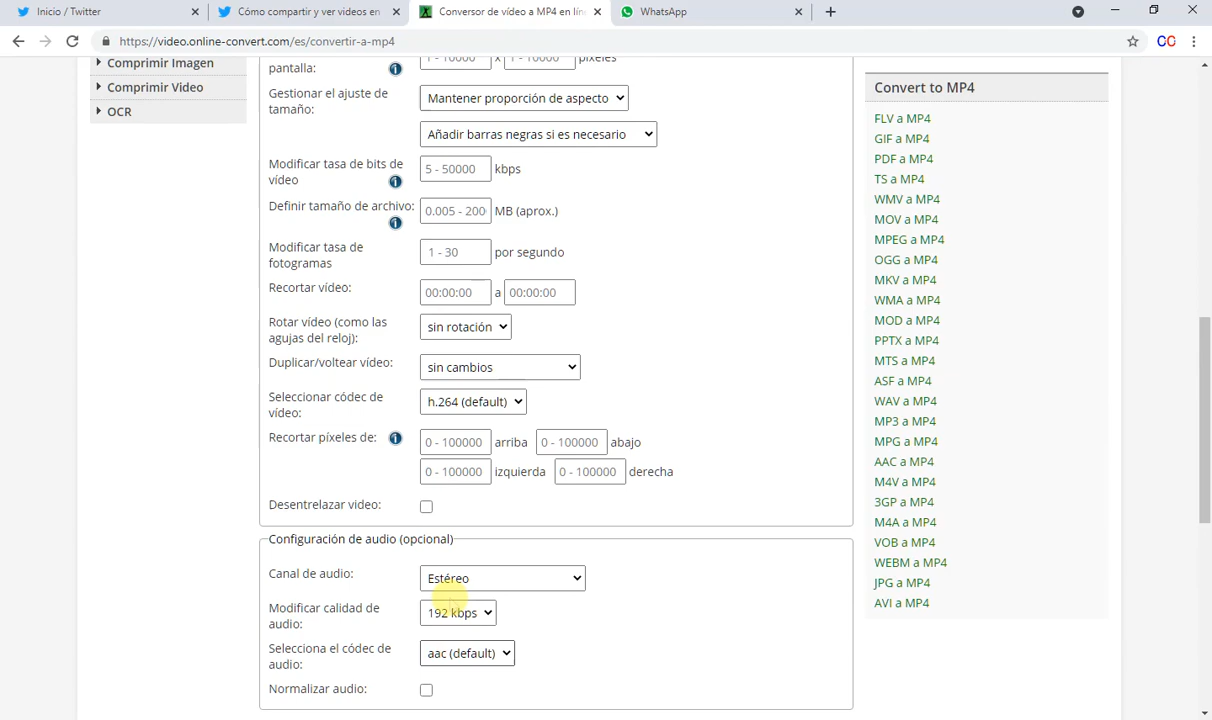 Inicio / Twitter
Cómo compartir y ver videos en
Conversor de vídeo a MP4 en lín
WhatsApp
https://video.online-convert.com/es/convertir-a-mp4
Comprimir Imagen
Comprimir Video
OCR
pantalla:
1 - 10000 x 1 - 10000 píxeles
Gestionar el ajuste de
tamaño:
Mantener proporción de aspecto
Añadir barras negras si es necesario
Modificar tasa de bits de
vídeo
5 - 50000 kbps
Definir tamaño de archivo:
0.005 - 200 MB (aprox.)
Modificar tasa de
fotogramas
1 - 30 por segundo
Recortar vídeo:
00:00:00 a 00:00:00
Rotar vídeo (como las
agujas del reloj):
sin rotación
Duplicar/voltear vídeo:
sin cambios
Seleccionar códec de
vídeo:
h.264 (default)
Recortar píxeles de:
0 - 100000 arriba 0 - 100000 abajo
0 - 100000 izquierda 0 - 100000 derecha
Desentrelazar video:
Configuración de audio (opcional)
Canal de audio:
Estéreo
Modificar calidad de
audio:
192 kbps
Selecciona el códec de
audio:
aac (default)
Normalizar audio:
Convert to MP4
FLV a MP4
GIF a MP4
PDF a MP4
TS a MP4
WMV a MP4
MOV a MP4
MPEG a MP4
OGG a MP4
MKV a MP4
WMA a MP4
MOD a MP4
PPTX a MP4
MTS a MP4
ASF a MP4
WAV a MP4
MP3 a MP4
MPG a MP4
AAC a MP4
M4V a MP4
3GP a MP4
M4A a MP4
VOB a MP4
WEBM a MP4
JPG a MP4
AVI a MP4